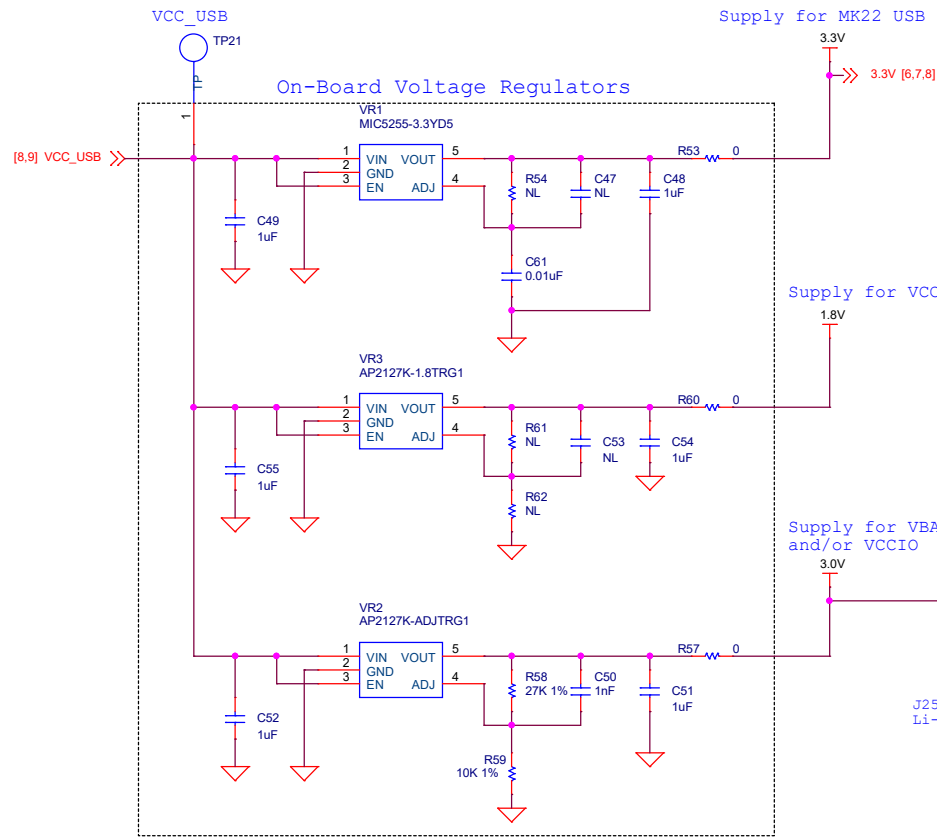 VCC_USB
TP21
TP
1
Supply for MK22 USB
3.3V
3.3V [6,7,8]
On-Board Voltage Regulators
[8,9] VCC_USB
VR1
MIC5255-3.3YD5
1 VIN VOUT 5
2 GND
3 EN ADJ 4
C49
1uF
R54
NL
C47
NL
C48
1uF
R53 0
C61
0.01uF
Supply for VCC
1.8V
VR3
AP2127K-1.8TRG1
1 VIN VOUT 5
2 GND
3 EN ADJ 4
C55
1uF
R61
NL
C53
NL
C54
1uF
R60 0
R62
NL
Supply for VBA
and/or VCCIO
3.0V
VR2
AP2127K-ADJTRG1
1 VIN VOUT 5
2 GND
3 EN ADJ 4
C52
1uF
R58
27K 1%
C50
1nF
C51
1uF
R57 0
R59
10K 1%
J25
Li-